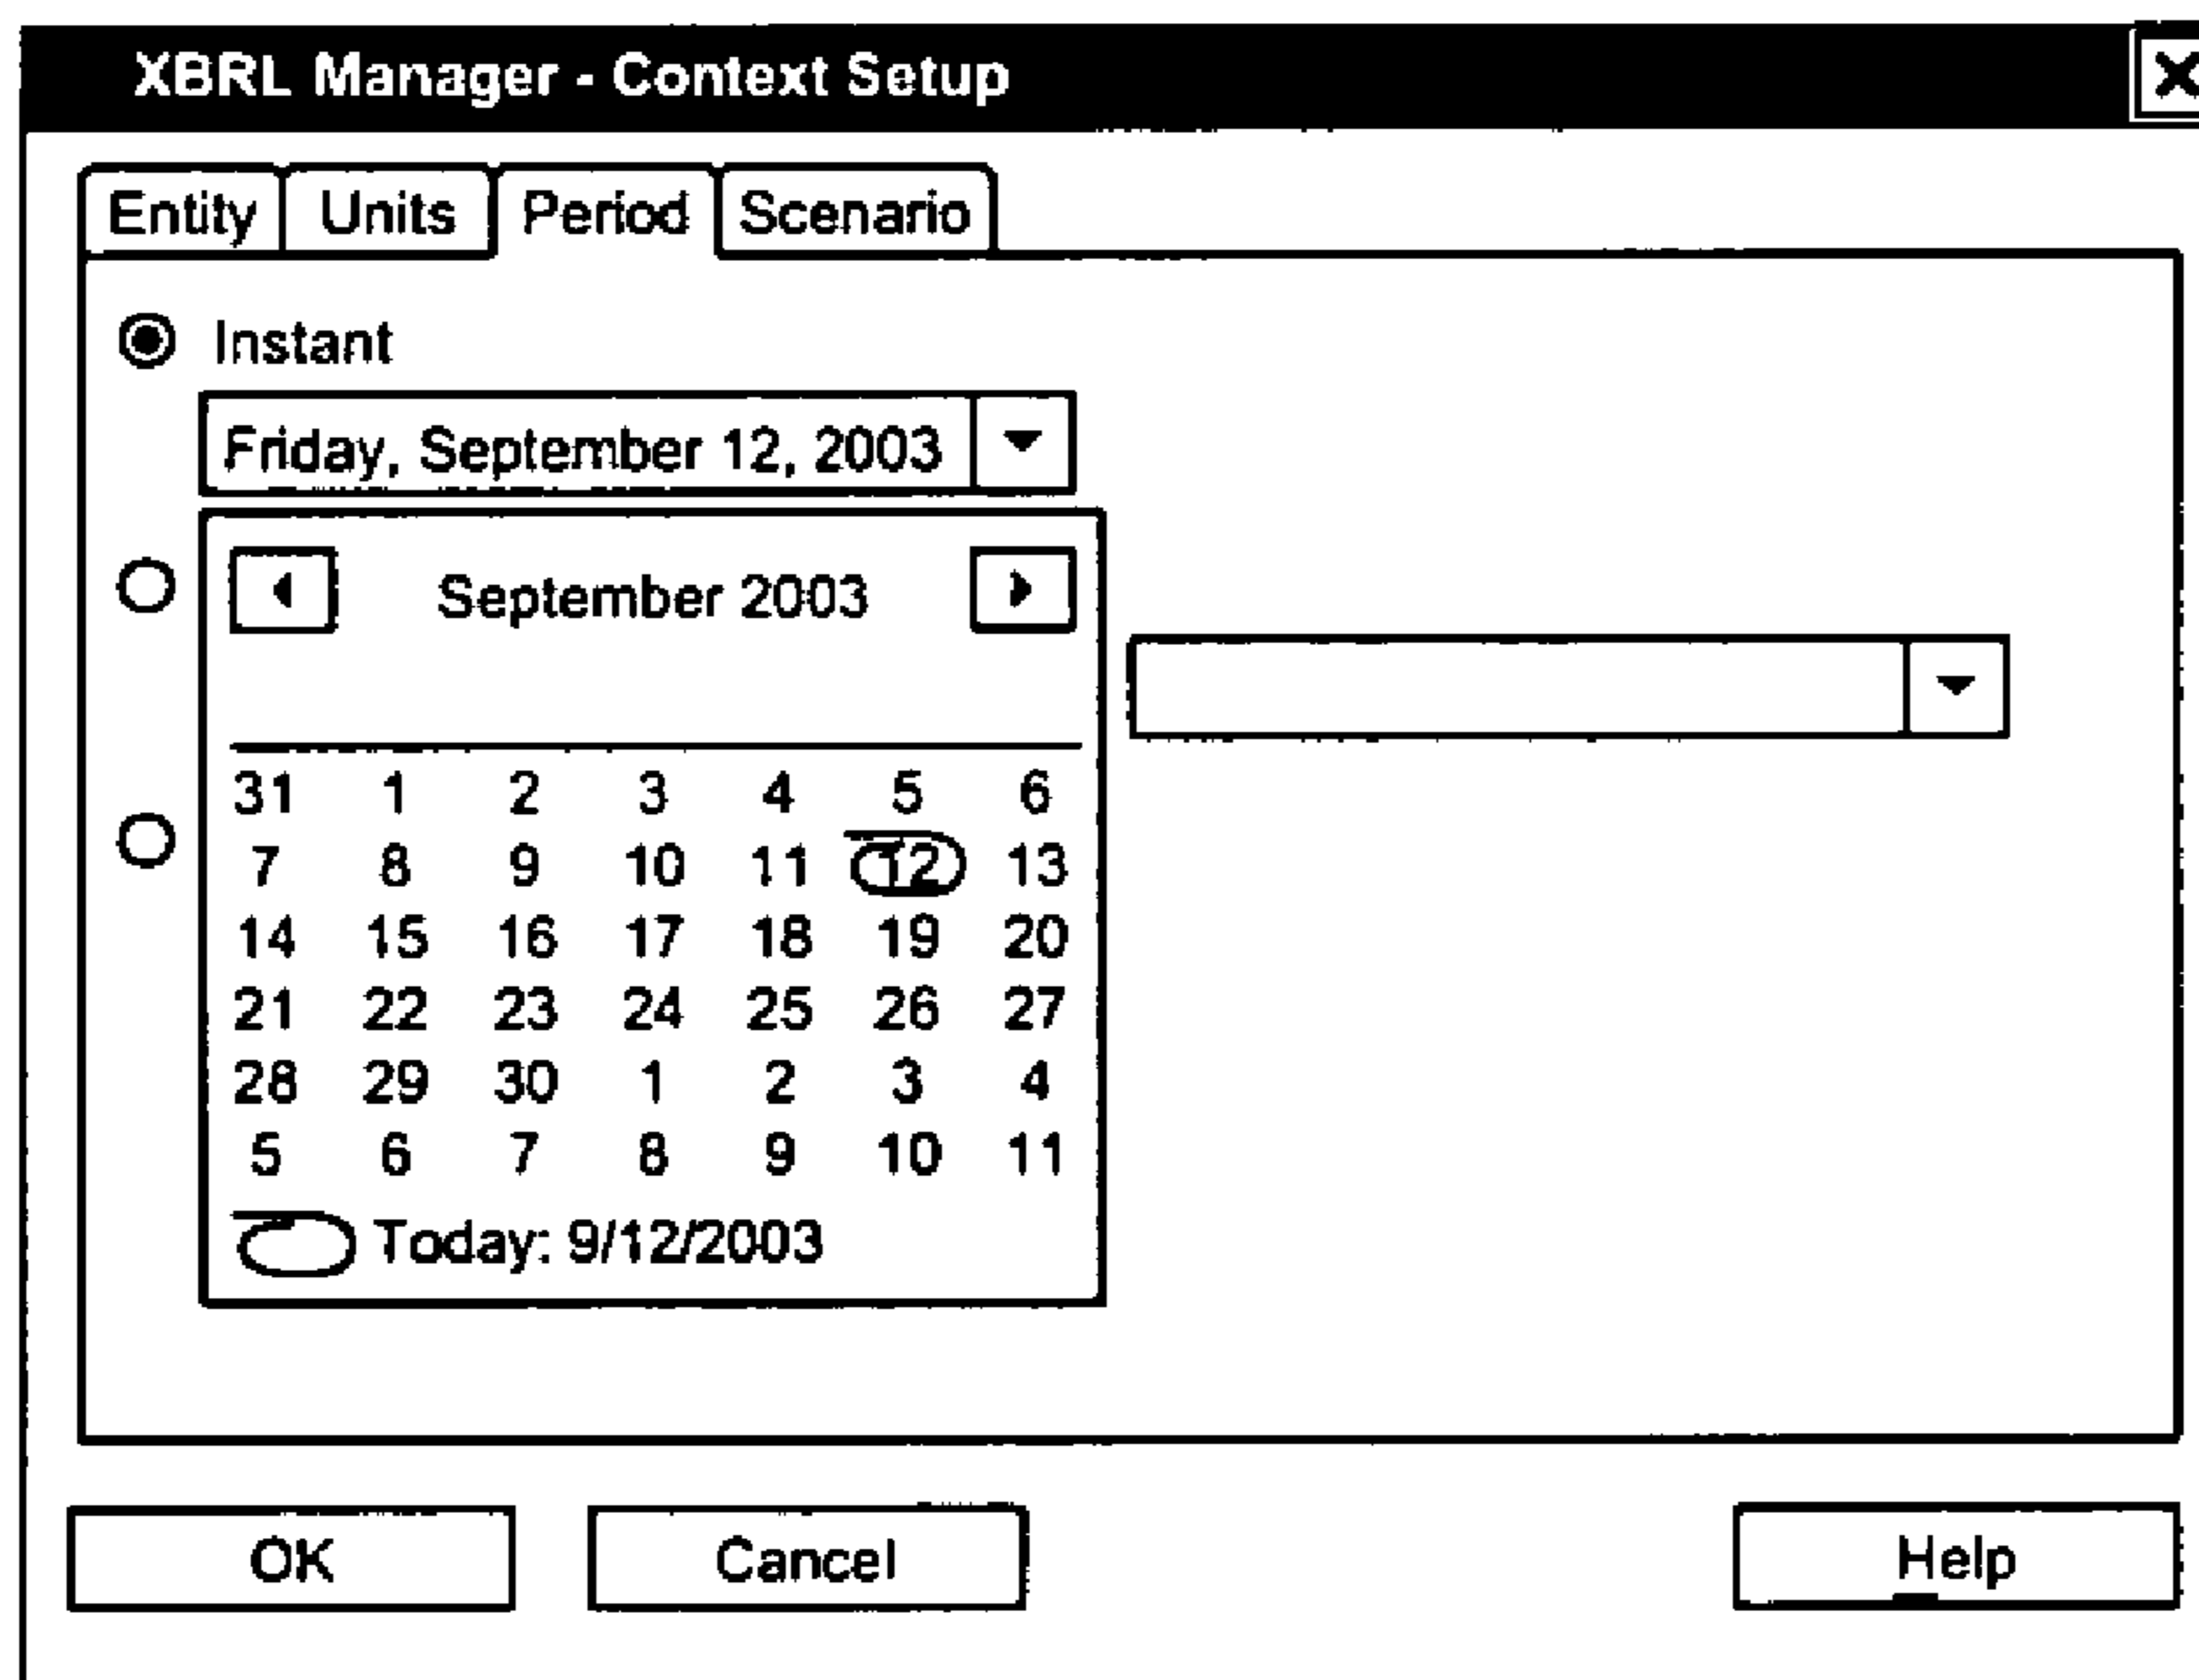 XBRL Manager - Context Setup
Entity Units Period Scenario
Instant
Friday, September 12, 2003
September 2003
31 1 2 3 4 5 6
7 8 9 10 11 12 13
14 15 16 17 18 19 20
21 22 23 24 25 26 27
28 29 30 1 2 3 4
5 6 7 8 9 10 11
Today: 9/12/2003
OK Cancel Help